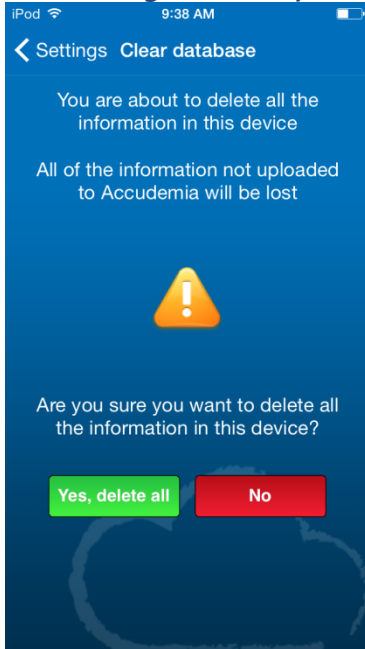 iPod 9:38 AM
Settings Clear database
You are about to delete all the
information in this device
All of the information not uploaded
to Accudemia will be lost
Are you sure you want to delete all
the information in this device?
Yes, delete all No